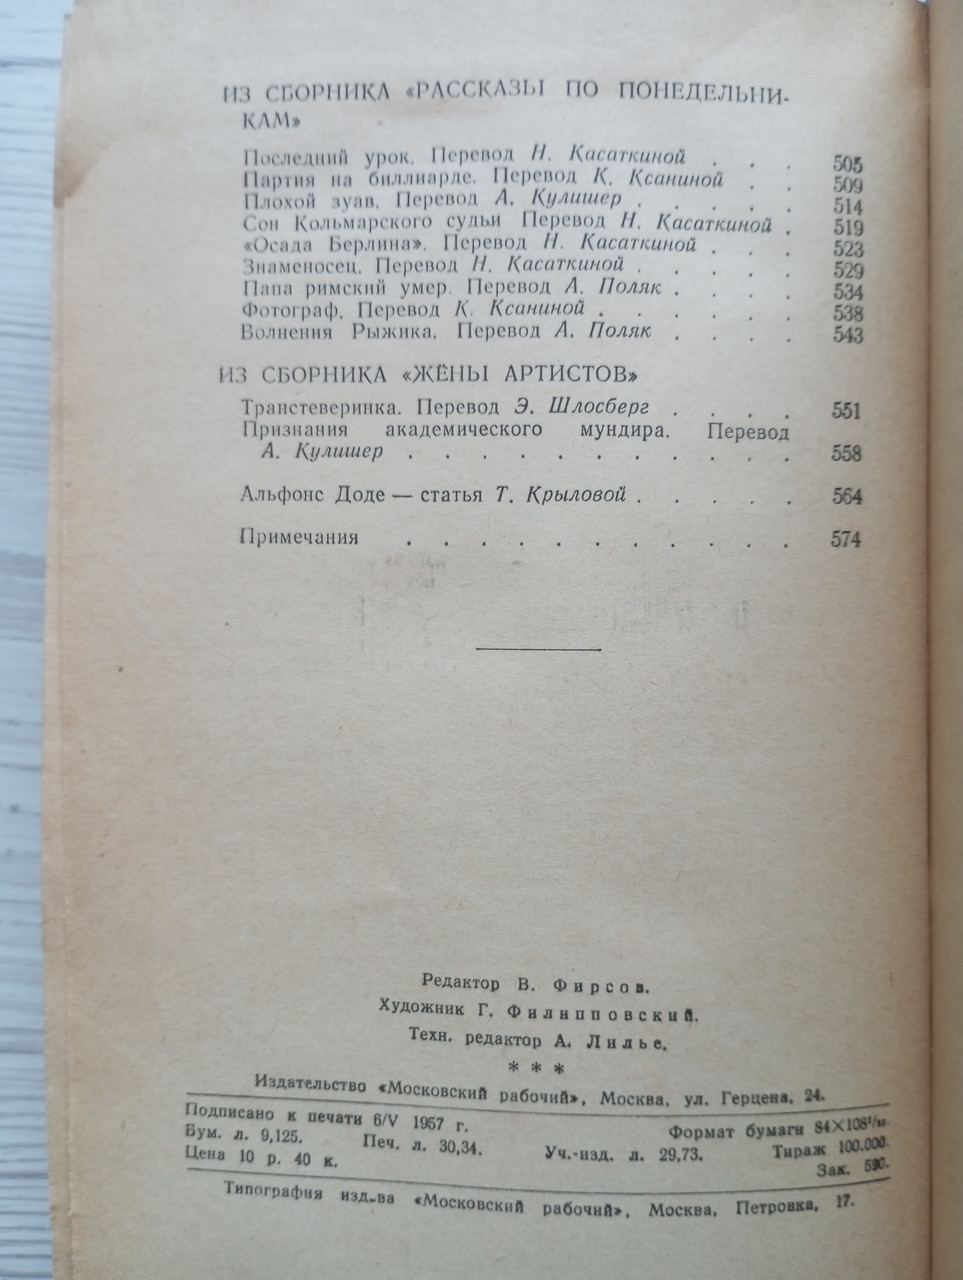 ИЗ СБОРНИКА «РАССКАЗЫ ПО ПОНЕДЕЛЬНИ-
КАМ»
Последний урок. Перевод Н. Касаткиной . . . 505
Партия на биллиарде. Перевод К. Ксаниной . . 509
Плохой зуав. Перевод А. Кулишер . . . . . 514
Сон Кольмарского судьи Перевод Н. Касаткиной . 519
«Осада Берлина». Перевод Н. Касаткиной . . . 523
Знаменосец. Перевод Н. Касаткиной . . . . . 529
Папа римский умер. Перевод А. Поляк . . . . 534
Фотограф. Перевод К. Ксаниной . . . . . . 538
Волнения Рыжика. Перевод А. Поляк . . . . 543
ИЗ СБОРНИКА «ЖЁНЫ АРТИСТОВ»
Транстеверинка. Перевод Э. Шлосберг . . . . 551
Признания академического мундира. Перевод
А. Кулишер . . . . . . . . . . . 558
Альфонс Доде — статья Т. Крыловой . . . . . 564
Примечания . . . . . . . . . . . 574
Редактор В. Фирсов.
Художник Г. Филипповский.
Техн. редактор А. Лилье.
* * *
Издательство «Московский рабочий», Москва, ул. Герцена, 24.
Подписано к печати 6/V 1957 г. Формат бумаги 84×108¹/₃₂
Бум. л. 9,125. Печ. л. 30,34. Уч.-изд. л. 29,73. Тираж 100.000.
Цена 10 р. 40 к. Зак. 590.
Типография изд-ва «Московский рабочий», Москва, Петровка, 17.